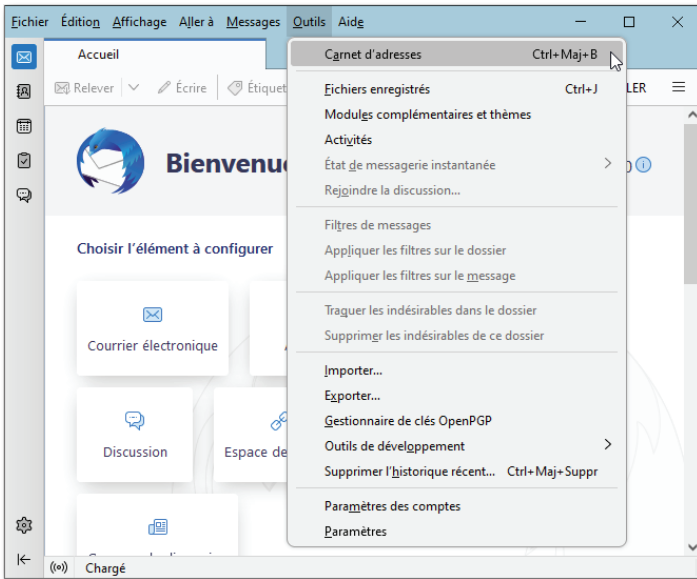 Fichier Édition Affichage Aller à Messages Outils Aide
Accueil
Relever Écrire Étiquet
LER
Bienvenue
Choisir l'élément à configurer
Courrier électronique
Discussion
Espace de
Carnet d'adresses Ctrl+Maj+B
Fichiers enregistrés Ctrl+J
Modules complémentaires et thèmes
Activités
État de messagerie instantanée
Rejoindre la discussion...
Filtres de messages
Appliquer les filtres sur le dossier
Appliquer les filtres sur le message
Traquer les indésirables dans le dossier
Supprimer les indésirables de ce dossier
Importer...
Exporter...
Gestionnaire de clés OpenPGP
Outils de développement
Supprimer l'historique récent... Ctrl+Maj+Suppr
Paramètres des comptes
Paramètres
Chargé